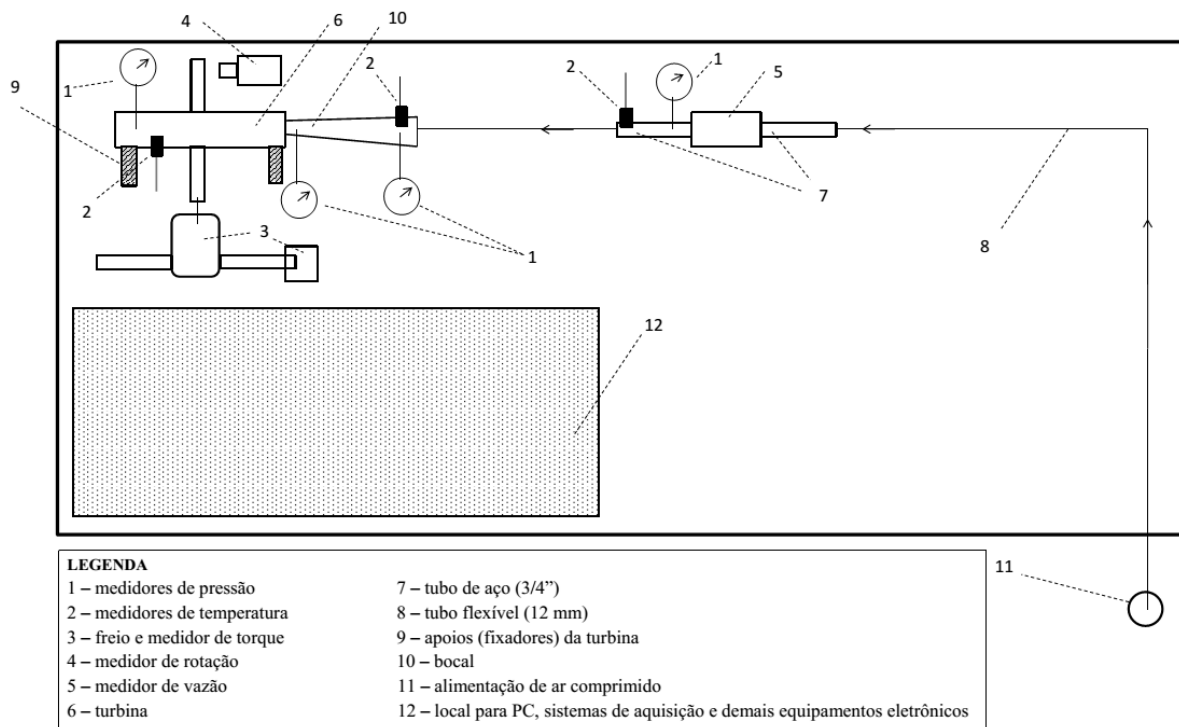 4
6
10
1
2
2
1
5
9
2
3
1
7
8
12
11
LEGENDA
1 – medidores de pressão
2 – medidores de temperatura
3 – freio e medidor de torque
4 – medidor de rotação
5 – medidor de vazão
6 – turbina
7 – tubo de aço (3/4”)
8 – tubo flexível (12 mm)
9 – apoios (fixadores) da turbina
10 – bocal
11 – alimentação de ar comprimido
12 – local para PC, sistemas de aquisição e demais equipamentos eletrônicos